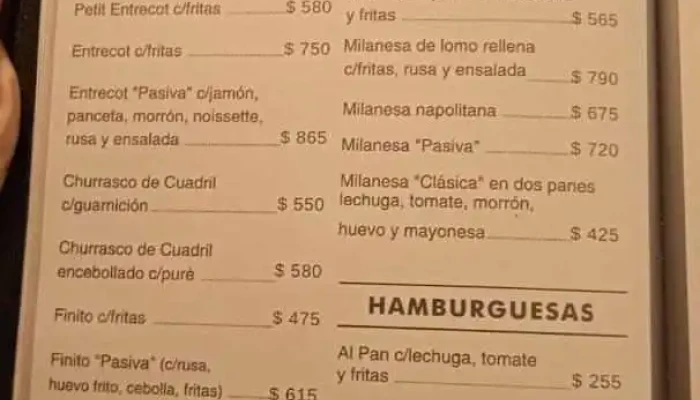 Petit Entrecot c/fritas $ 580
Entrecot c/fritas $ 750
Entrecot "Pasiva" c/jamón,
panceta, morrón, noissette,
rusa y ensalada $ 865
Churrasco de Cuadril
c/guarnición $ 550
Churrasco de Cuadril
encebollado c/puré $ 580
Finito c/fritas $ 475
Finito "Pasiva" (c/rusa,
huevo frito, cebolla, fritas) $ 615
y fritas $ 565
Milanesa de lomo rellena
c/fritas, rusa y ensalada $ 790
Milanesa napolitana $ 675
Milanesa "Pasiva" $ 720
Milanesa "Clásica" en dos panes
lechuga, tomate, morrón,
huevo y mayonesa $ 425
HAMBURGUESAS
Al Pan c/lechuga, tomate
y fritas $ 255